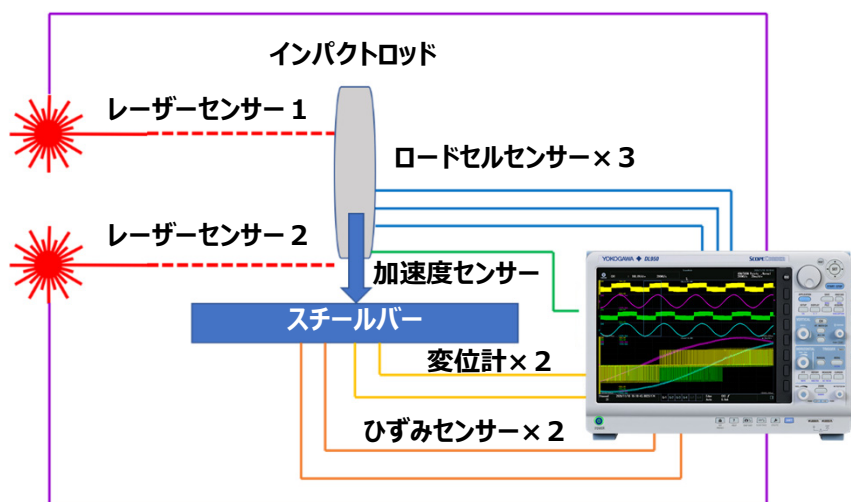 インパクトロッド
レーザーセンサー１
ロードセルセンサー×３
レーザーセンサー２
加速度センサー
YOKOGAWA DL850
スチールバー
変位計×２
ひずみセンサー×２